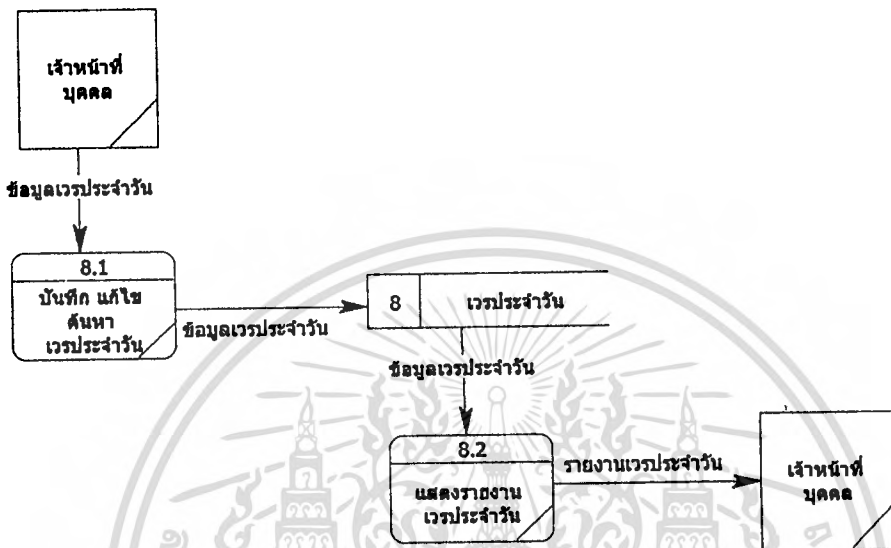 เจ้าหน้าที่
บุคคล
ข้อมูลเวรประจำวัน
8.1
บันทึก แก้ไข
ค้นหา
เวรประจำวัน
ข้อมูลเวรประจำวัน
8
เวรประจำวัน
ข้อมูลเวรประจำวัน
8.2
แสดงรายงาน
เวรประจำวัน
รายงานเวรประจำวัน
เจ้าหน้าที่
บุคคล